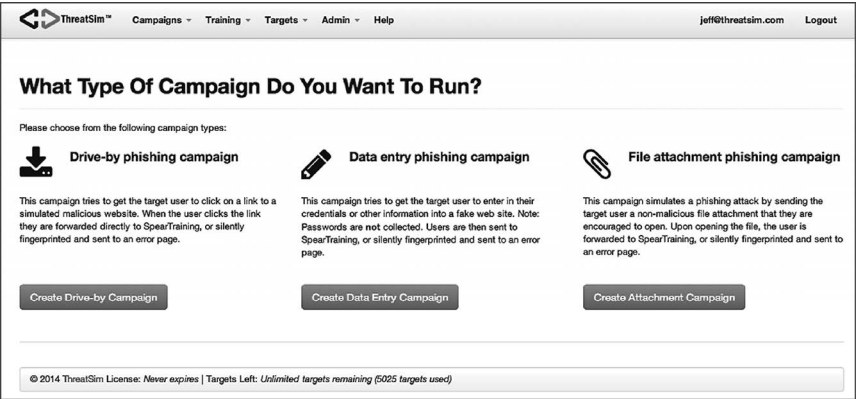 ThreatSim™ Campaigns Training Targets Admin Help jeff@threatsim.com Logout
What Type Of Campaign Do You Want To Run?
Please choose from the following campaign types:
Drive-by phishing campaign
This campaign tries to get the target user to click on a link to a
simulated malicious website. When the user clicks the link
they are forwarded directly to SpearTraining, or silently
fingerprinted and sent to an error page.
Create Drive-by Campaign
Data entry phishing campaign
This campaign tries to get the target user to enter in their
credentials or other information into a fake web site. Note:
Passwords are not collected. Users are then sent to
SpearTraining, or silently fingerprinted and sent to an error
page.
Create Data Entry Campaign
File attachment phishing campaign
This campaign simulates a phishing attack by sending the
target user a non-malicious file attachment that they are
encouraged to open. Upon opening the file, the user is
forwarded to SpearTraining, or silently fingerprinted and sent to
an error page.
Create Attachment Campaign
© 2014 ThreatSim License: Never expires | Targets Left: Unlimited targets remaining (5025 targets used)